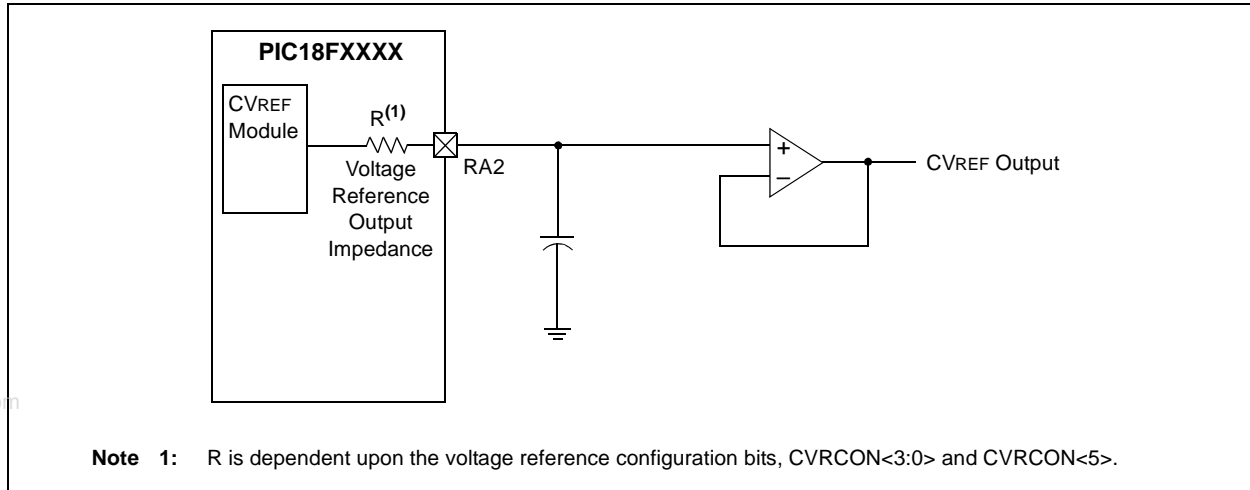 PIC18FXXXX
CVREF
Module
R(1)
Voltage
Reference
Output
Impedance
RA2
+
–
CVREF Output
om
Note 1: R is dependent upon the voltage reference configuration bits, CVRCON<3:0> and CVRCON<5>.